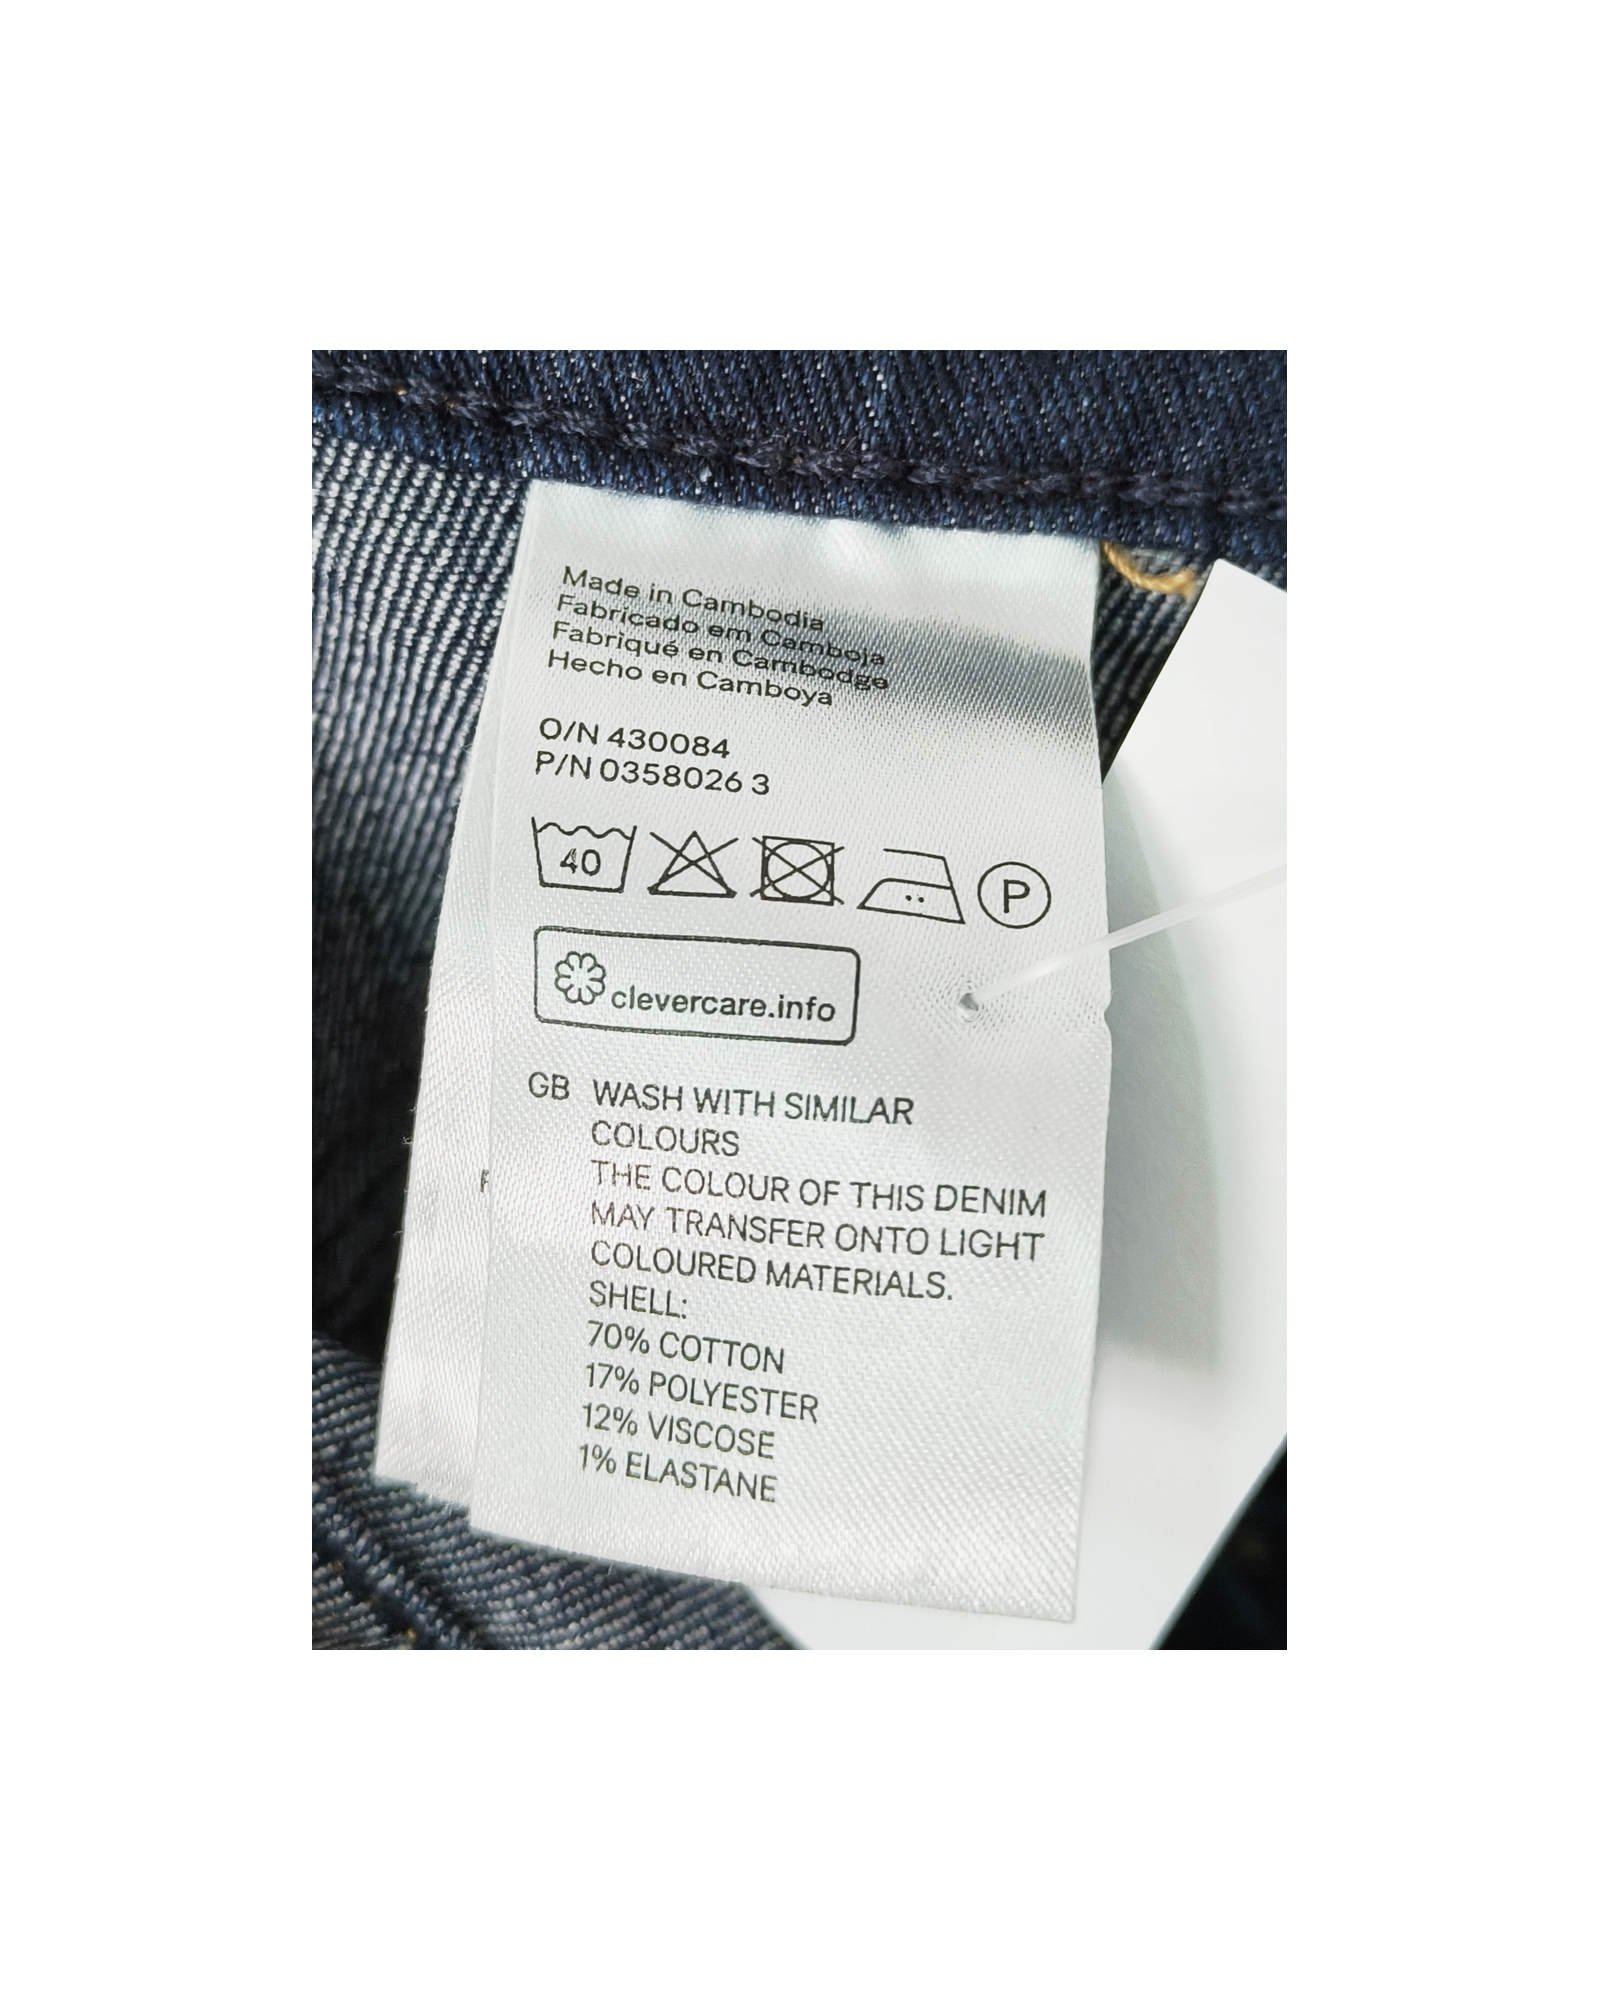 Made in Cambodia
Fabricado em Camboja
Fabriqué en Cambodge
Hecho en Camboya
O/N 430084
P/N 0358026 3
40 P
clevercare.info
GB WASH WITH SIMILAR
COLOURS
THE COLOUR OF THIS DENIM
MAY TRANSFER ONTO LIGHT
COLOURED MATERIALS.
SHELL:
70% COTTON
17% POLYESTER
12% VISCOSE
1% ELASTANE